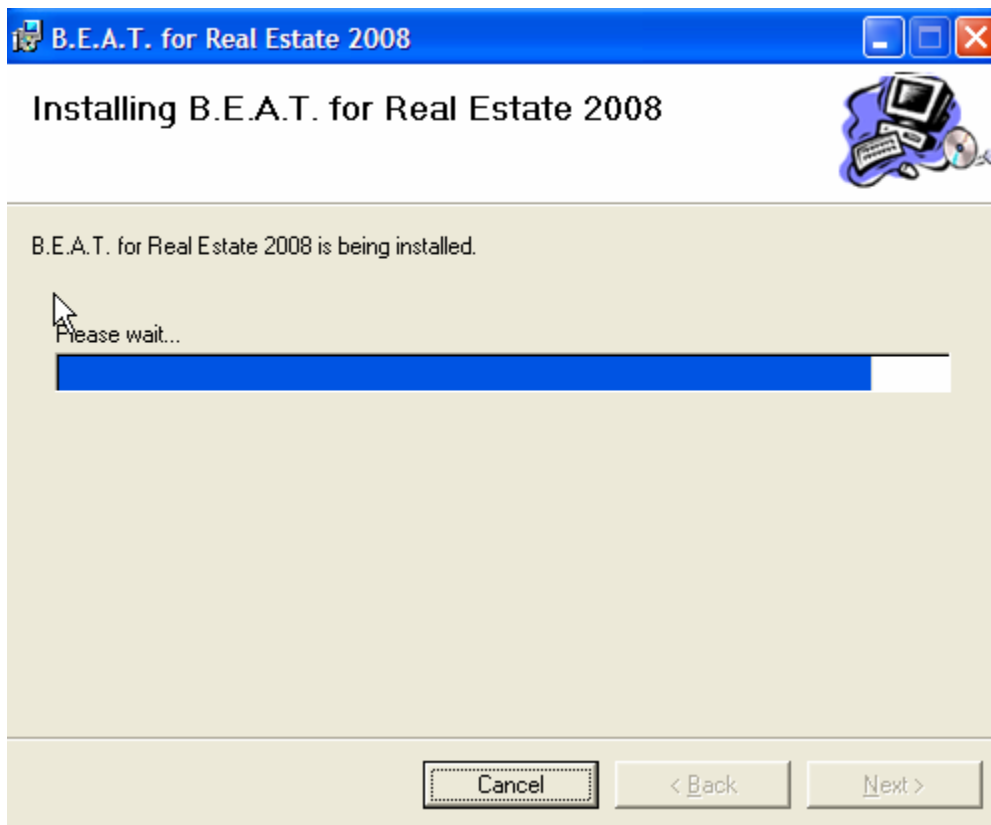 B.E.A.T. for Real Estate 2008
Installing B.E.A.T. for Real Estate 2008
B.E.A.T. for Real Estate 2008 is being installed.
Please wait...
Cancel
< Back
Next >